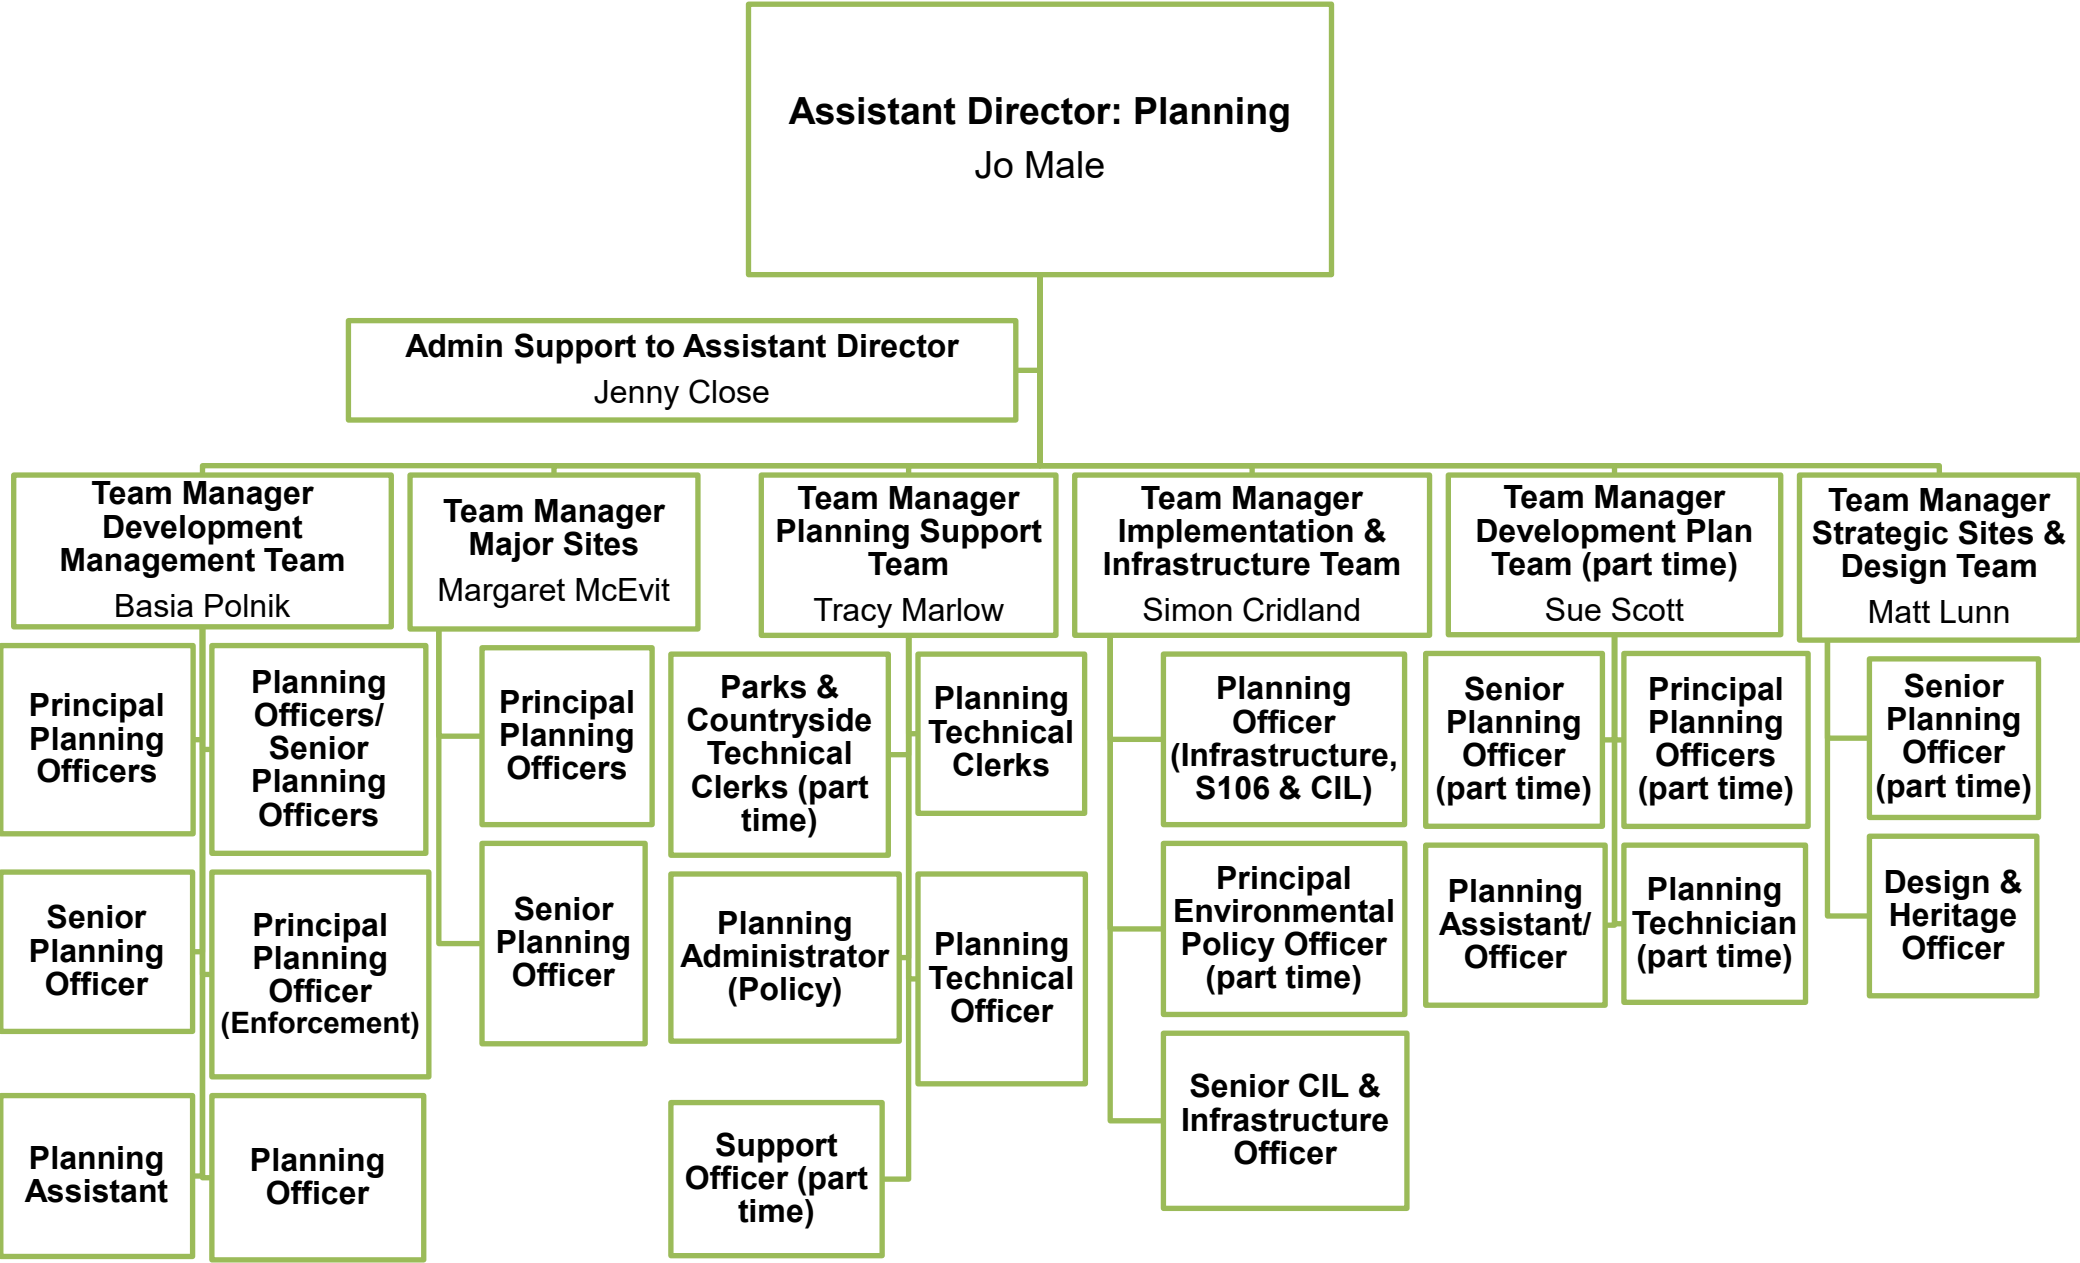 Assistant Director: Planning
Jo Male
Admin Support to Assistant Director
Jenny Close
Team Manager
Development
Management Team
Basia Polnik
Team Manager
Major Sites
Margaret McEvit
Team Manager
Planning Support
Team
Tracy Marlow
Team Manager
Implementation &
Infrastructure Team
Simon Cridland
Team Manager
Development Plan
Team (part time)
Sue Scott
Team Manager
Strategic Sites &
Design Team
Matt Lunn
Principal
Planning
Officers
Planning
Officers/
Senior
Planning
Officers
Senior
Planning
Officer
Principal
Planning
Officer
(Enforcement)
Planning
Assistant
Planning
Officer
Principal
Planning
Officers
Senior
Planning
Officer
Parks &
Countryside
Technical
Clerks (part
time)
Planning
Technical
Clerks
Planning
Administrator
(Policy)
Planning
Technical
Officer
Support
Officer (part
time)
Planning
Officer
(Infrastructure,
S106 & CIL)
Principal
Environmental
Policy Officer
(part time)
Senior CIL &
Infrastructure
Officer
Senior
Planning
Officer
(part time)
Principal
Planning
Officers
(part time)
Planning
Assistant/
Officer
Planning
Technician
(part time)
Senior
Planning
Officer
(part time)
Design &
Heritage
Officer